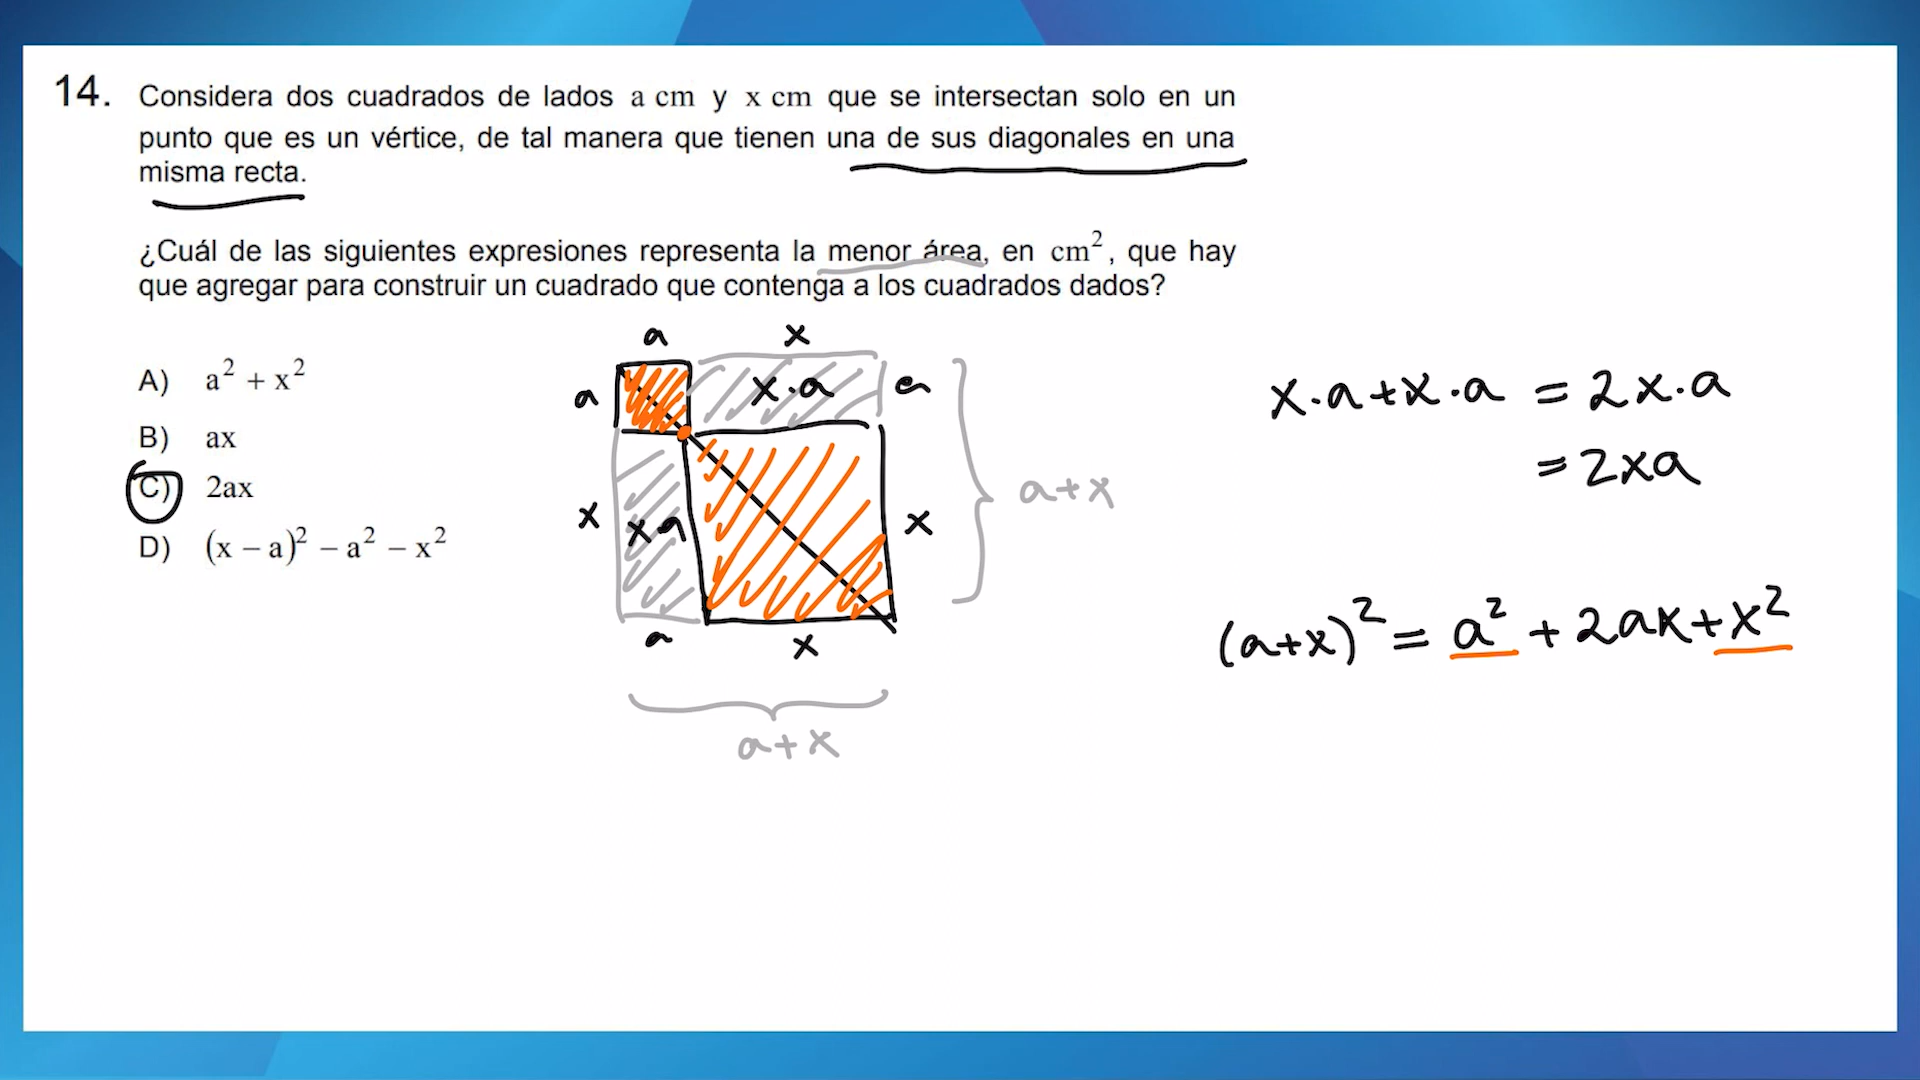 14. Considera dos cuadrados de lados a cm y x cm que se intersectan solo en un
punto que es un vértice, de tal manera que tienen una de sus diagonales en una
misma recta.
¿Cuál de las siguientes expresiones representa la menor área, en cm², que hay
que agregar para construir un cuadrado que contenga a los cuadrados dados?
A) a² + x²
B) ax
C) 2ax
D) (x − a)² − a² − x²
a x
a x·a a
x xa x
a x
a+x
a+x
x·a+x·a = 2x·a
= 2xa
(a+x)² = a² + 2ax + x²